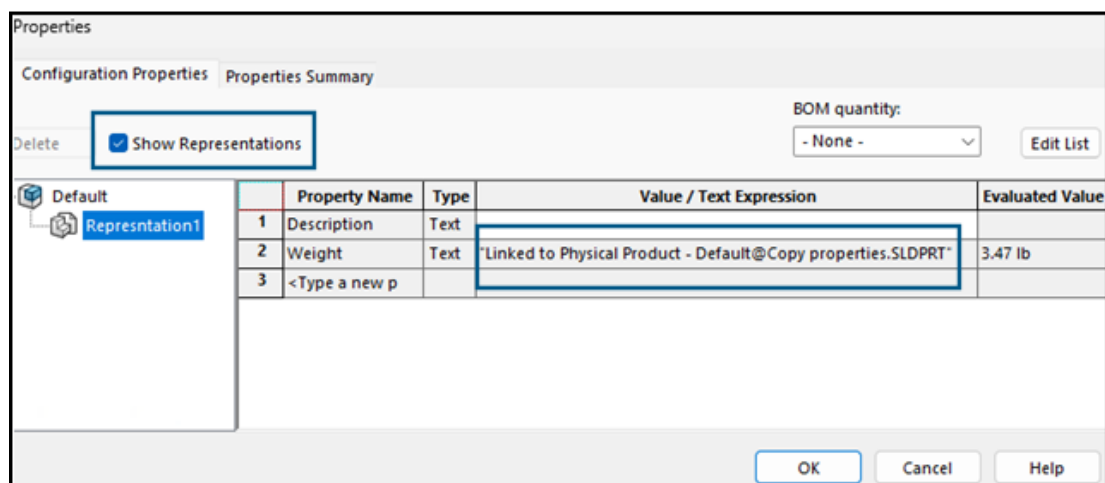 Properties
Configuration Properties Properties Summary
BOM quantity:
Delete Show Representations - None - Edit List
Default Property Name Type Value / Text Expression Evaluated Value
Represntation1 1 Description Text
2 Weight Text "Linked to Physical Product - Default@Copy properties.SLDPRT" 3.47 lb
3 <Type a new p
OK Cancel Help